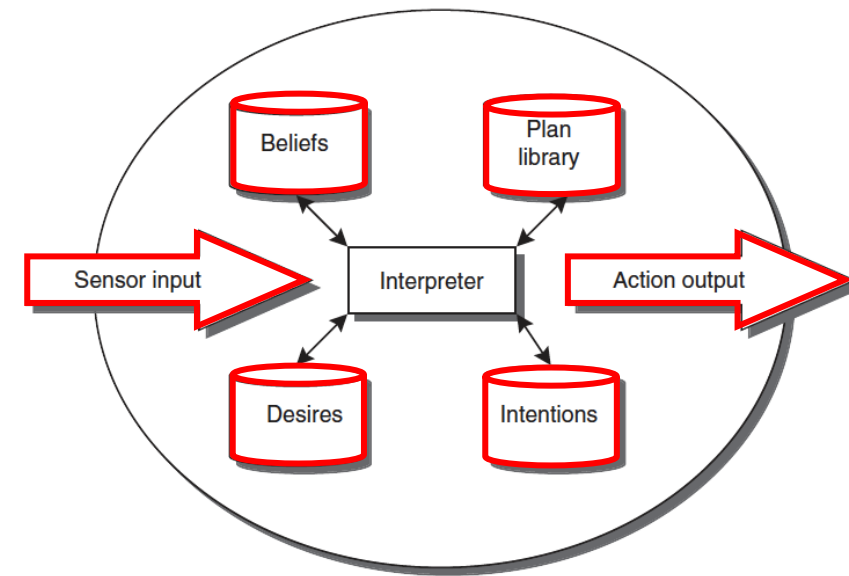 Beliefs
Plan
library
Sensor input
Interpreter
Action output
Desires
Intentions